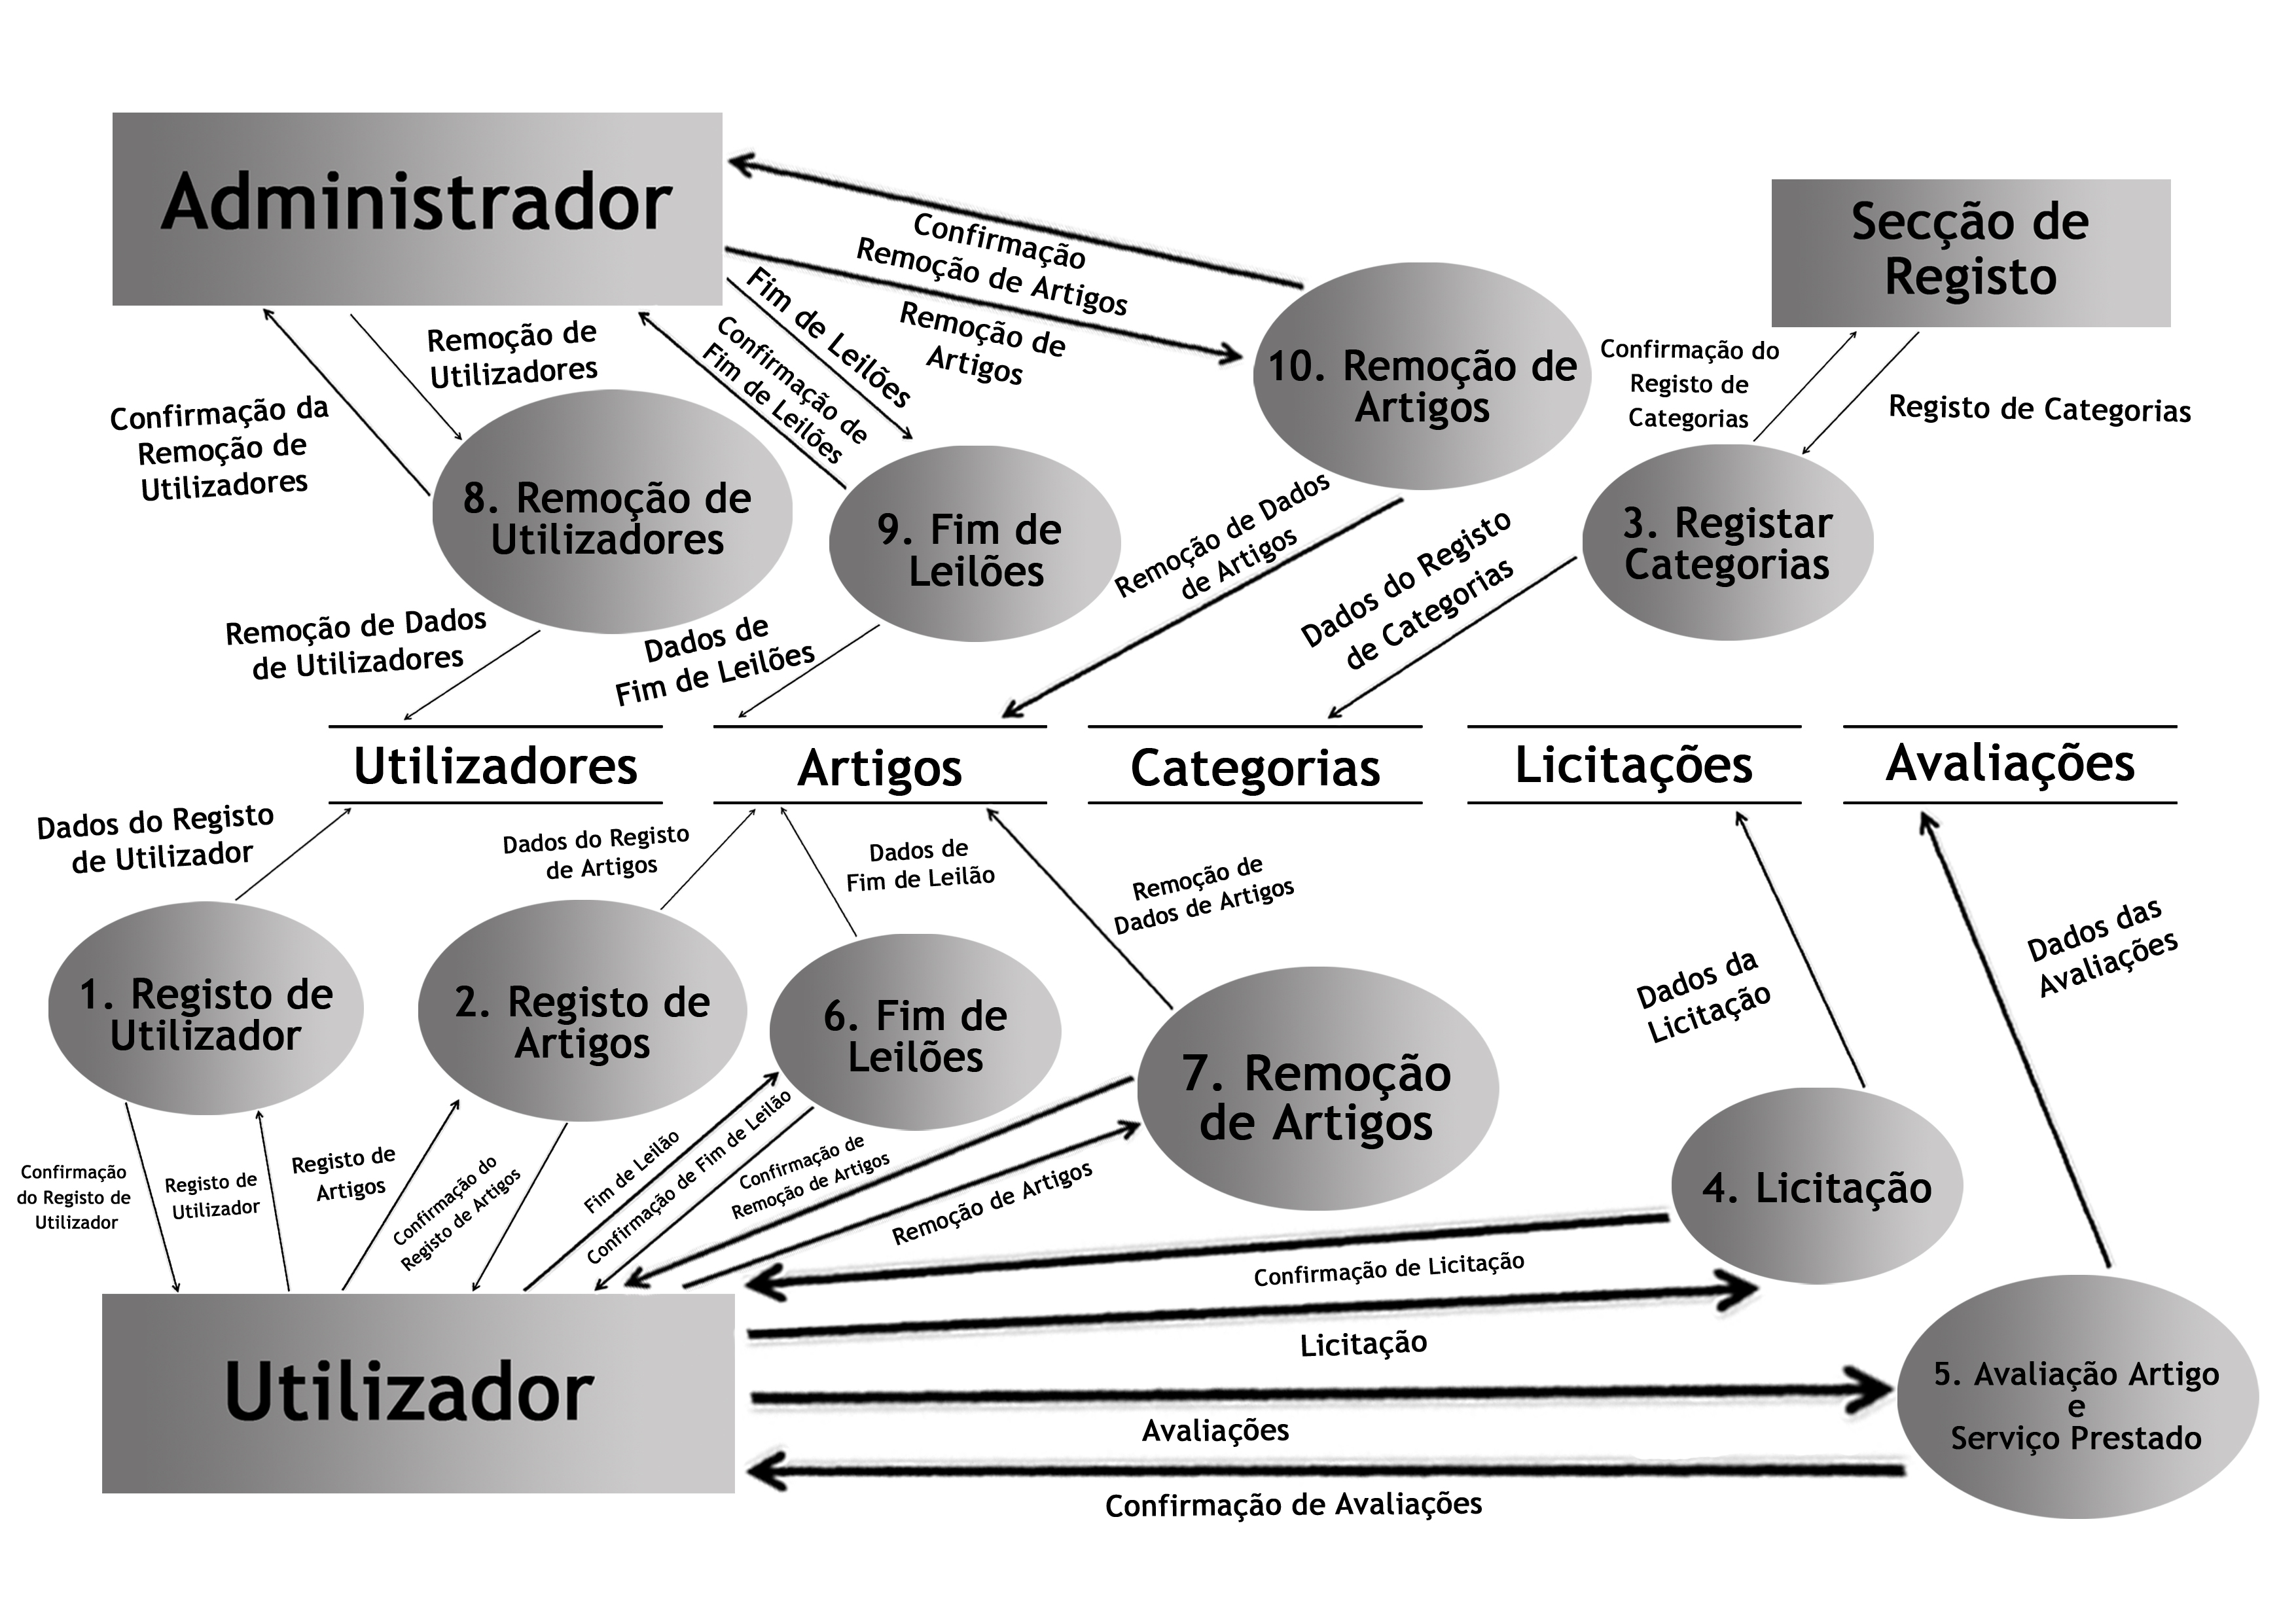 Administrador
Secção de
Registo
Confirmação
Remoção de Artigos
Remoção de
Artigos
Fim de Leilões
Confirmação de
Fim de Leilões
Remoção de
Utilizadores
Confirmação da
Remoção de
Utilizadores
10. Remoção de
Artigos
Confirmação do
Registo de
Categorias
Registo de Categorias
8. Remoção de
Utilizadores
9. Fim de
Leilões
3. Registar
Categorias
Remoção de Dados
de Utilizadores
Dados de
Fim de Leilões
Remoção de Dados
de Artigos
Dados do Registo
de Categorias
Utilizadores
Artigos
Categorias
Licitações
Avaliações
Dados do Registo
de Utilizador
Dados do Registo
de Artigos
Dados de
Fim de Leilão
Remoção de
Dados de Artigos
Dados da
Licitação
Dados das
Avaliações
1. Registo de
Utilizador
2. Registo de
Artigos
6. Fim de
Leilões
7. Remoção
de Artigos
4. Licitação
Confirmação
do Registo de
Utilizador
Registo de
Utilizador
Registo de
Artigos
Confirmação do
Registo de Artigos
Fim de Leilão
Confirmação de Fim de Leilão
Confirmação de
Remoção de Artigos
Remoção de Artigos
Confirmação de Licitação
Licitação
Utilizador
Avaliações
5. Avaliação Artigo
e
Serviço Prestado
Confirmação de Avaliações